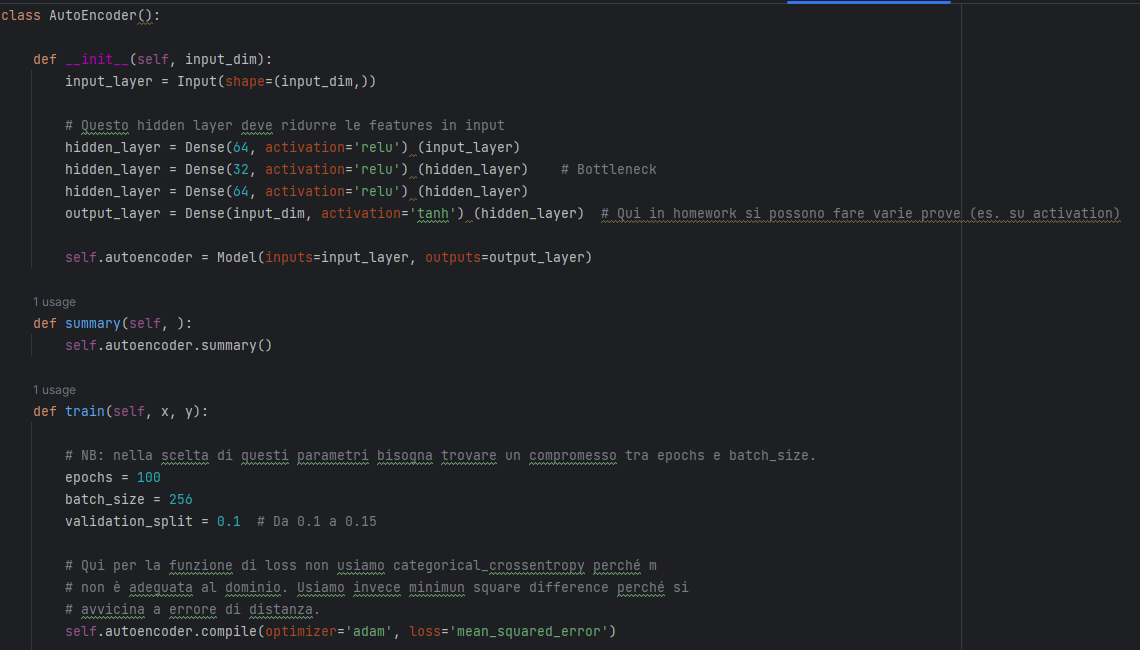 class AutoEncoder():
def __init__(self, input_dim):
input_layer = Input(shape=(input_dim,))
# Questo hidden layer deve ridurre le features in input
hidden_layer = Dense(64, activation='relu') (input_layer)
hidden_layer = Dense(32, activation='relu') (hidden_layer)    # Bottleneck
hidden_layer = Dense(64, activation='relu') (hidden_layer)
output_layer = Dense(input_dim, activation='tanh') (hidden_layer)  # Qui in homework si possono fare varie prove (es. su activation)
self.autoencoder = Model(inputs=input_layer, outputs=output_layer)
1 usage
def summary(self, ):
self.autoencoder.summary()
1 usage
def train(self, x, y):
# NB: nella scelta di questi parametri bisogna trovare un compromesso tra epochs e batch_size.
epochs = 100
batch_size = 256
validation_split = 0.1  # Da 0.1 a 0.15
# Qui per la funzione di loss non usiamo categorical_crossentropy perché m
# non è adeguata al dominio. Usiamo invece minimun square difference perché si
# avvicina a errore di distanza.
self.autoencoder.compile(optimizer='adam', loss='mean_squared_error')